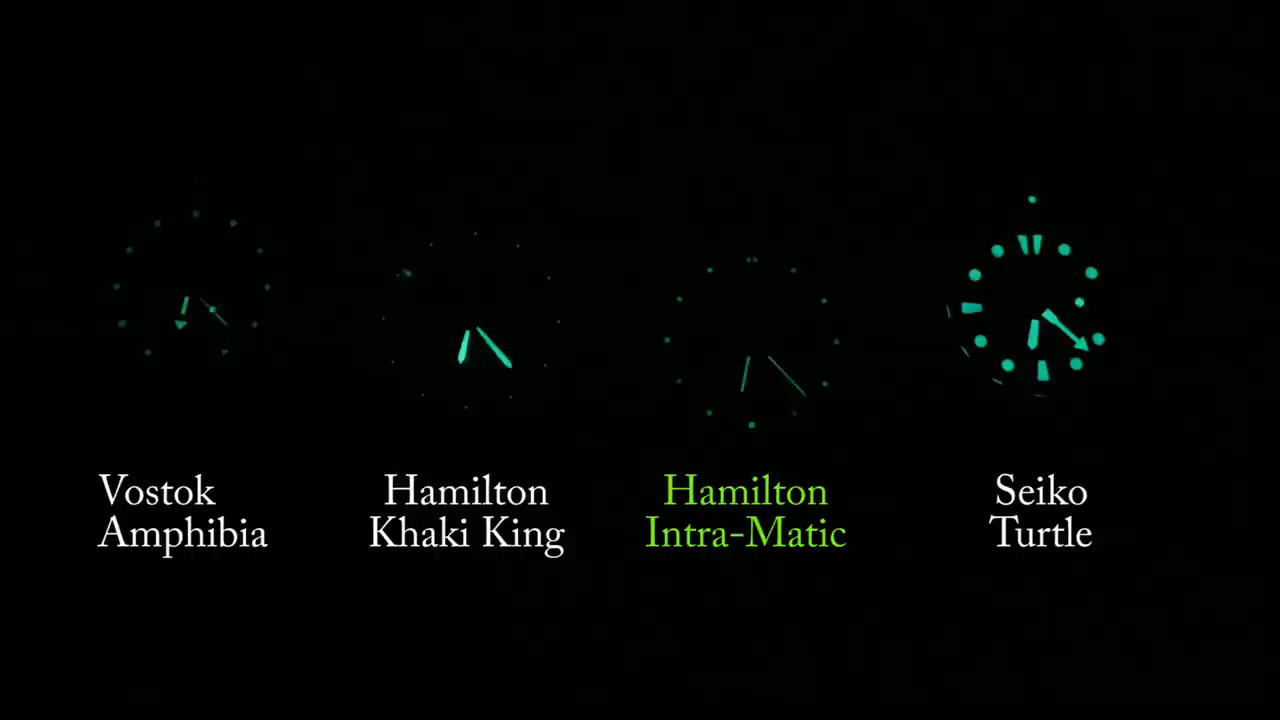 Vostok
Amphibia
Hamilton
Khaki King
Hamilton
Intra-Matic
Seiko
Turtle